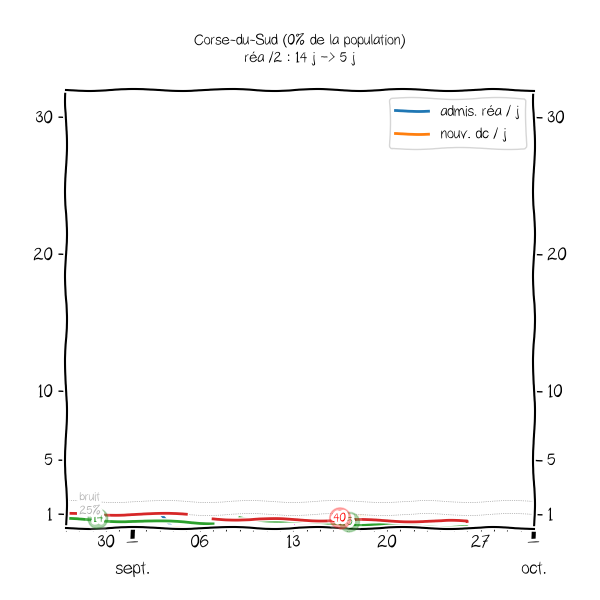 Corse-du-Sud (0% de la population)
réa /2 : 14 j -> 5 j
admis. réa / j
nouv. dc / j
30 30
20 20
10 10
5 5
bruit
25%
1 1
14 40
30 06 13 20 27
sept. oct.